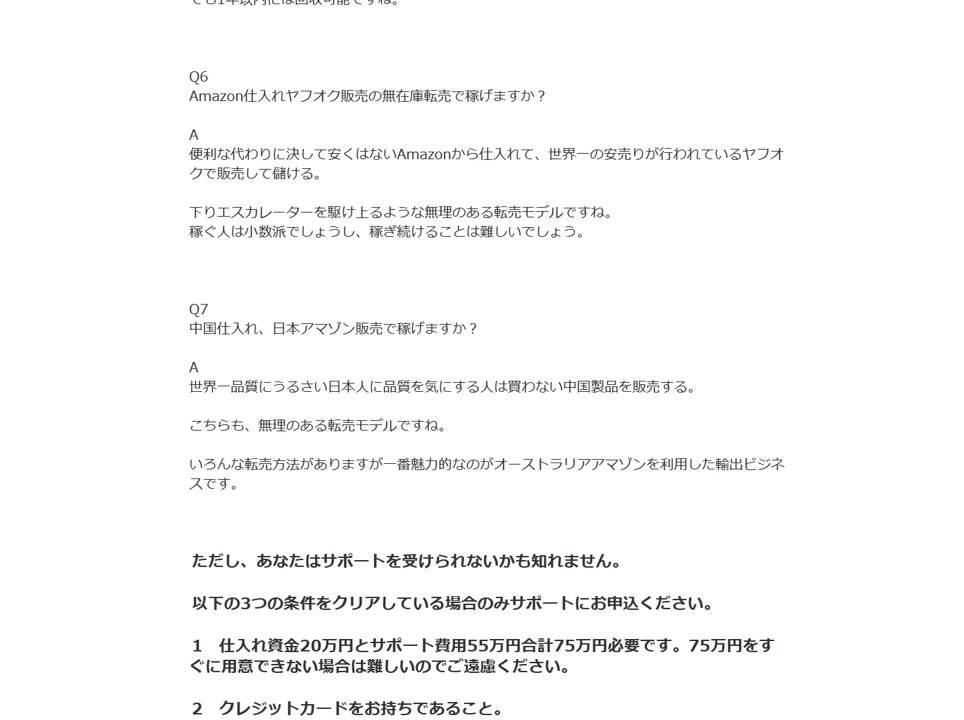 Q6
Amazon仕入れヤフオク販売の無在庫転売で稼げますか？
A
便利な代わりに決して安くはないAmazonから仕入れて、世界一の安売りが行われているヤフオ
クで販売して儲ける。
下りエスカレーターを駆け上るような無理のある転売モデルですね。
稼ぐ人は小数派でしょうし、稼ぎ続けることは難しいでしょう。
Q7
中国仕入れ、日本アマゾン販売で稼げますか？
A
世界一品質にうるさい日本人に品質を気にする人は買わない中国製品を販売する。
こちらも、無理のある転売モデルですね。
いろんな転売方法がありますが一番魅力的なのがオーストラリアアマゾンを利用した輸出ビジネ
スです。
ただし、あなたはサポートを受けられないかも知れません。
以下の3つの条件をクリアしている場合のみサポートにお申込ください。
1　仕入れ資金20万円とサポート費用55万円合計75万円必要です。75万円をす
ぐに用意できない場合は難しいのでご遠慮ください。
2　クレジットカードをお持ちであること。